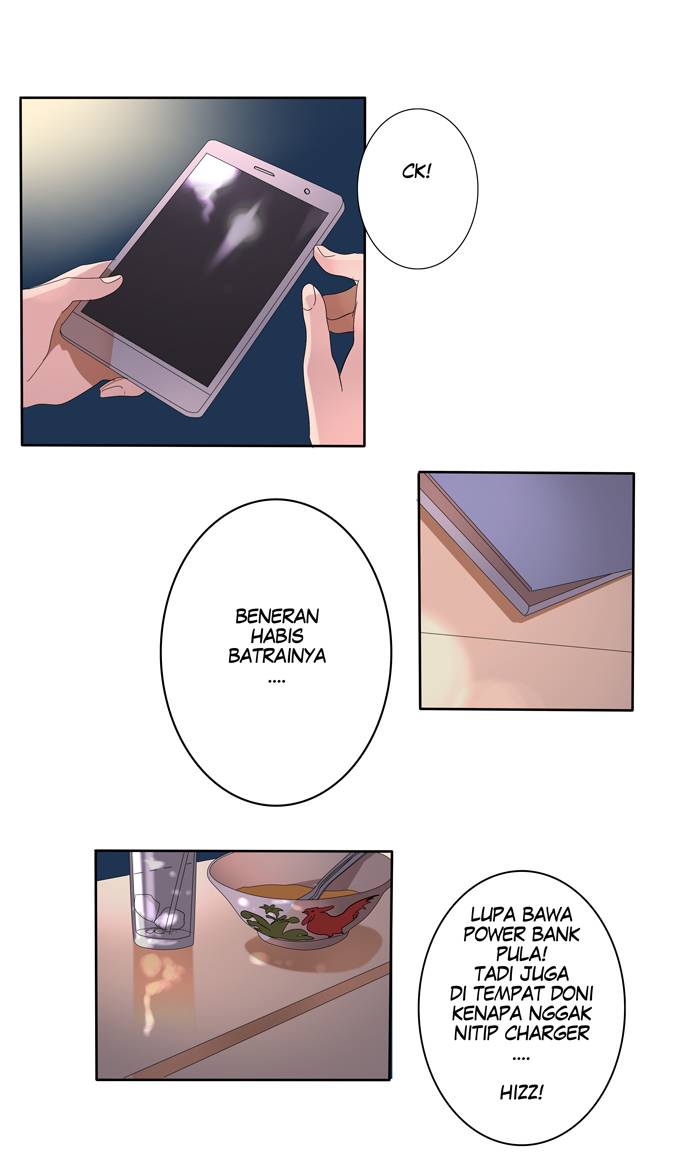 CK!
BENERAN
HABIS
BATRAINYA
....
LUPA BAWA
POWER BANK
PULA!
TADI JUGA
DI TEMPAT DONI
KENAPA NGGAK
NITIP CHARGER
....
HIZZ!